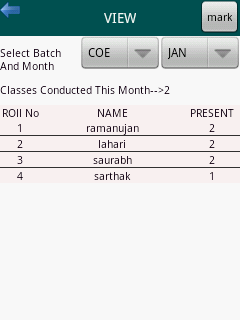 VIEW mark
Select Batch COE JAN
And Month
Classes Conducted This Month-->2
Roll No NAME PRESENT
1 ramanujan 2
2 lahari 2
3 saurabh 2
4 sarthak 1